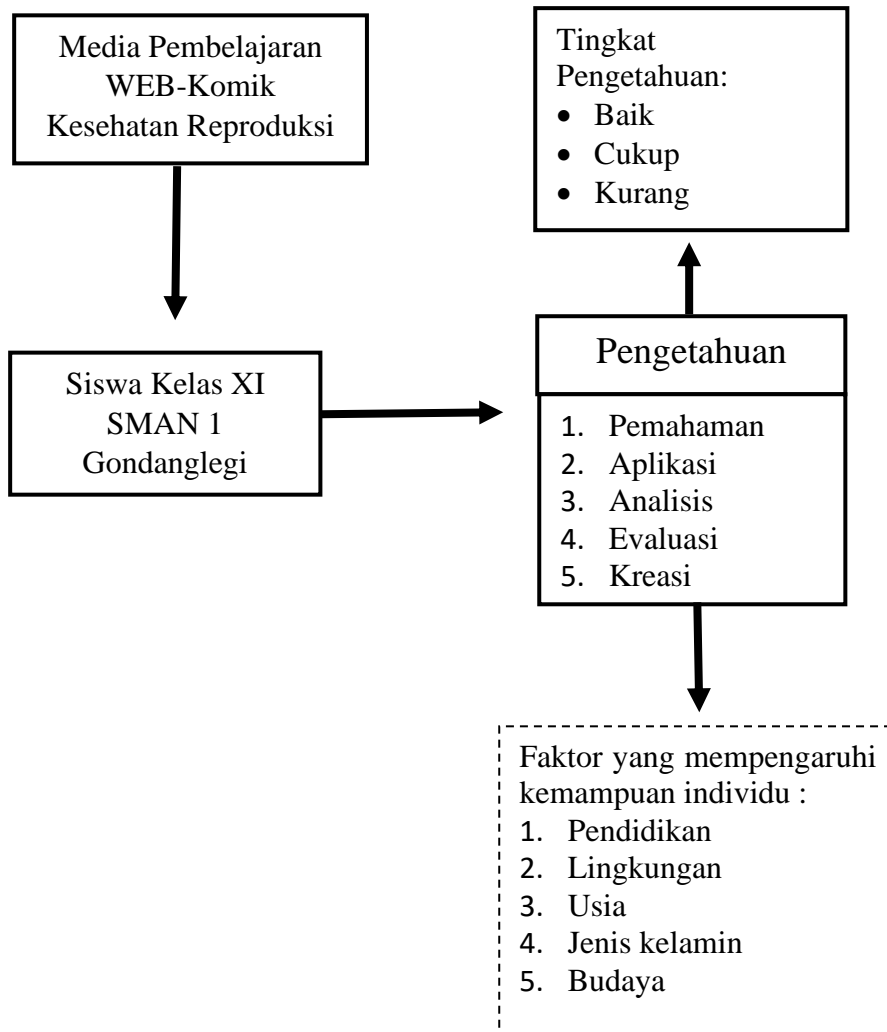 Media Pembelajaran
WEB-Komik
Kesehatan Reproduksi
Siswa Kelas XI
SMAN 1
Gondanglegi
Tingkat
Pengetahuan:
• Baik
• Cukup
• Kurang
Pengetahuan
1. Pemahaman
2. Aplikasi
3. Analisis
4. Evaluasi
5. Kreasi
Faktor yang mempengaruhi
kemampuan individu :
1. Pendidikan
2. Lingkungan
3. Usia
4. Jenis kelamin
5. Budaya